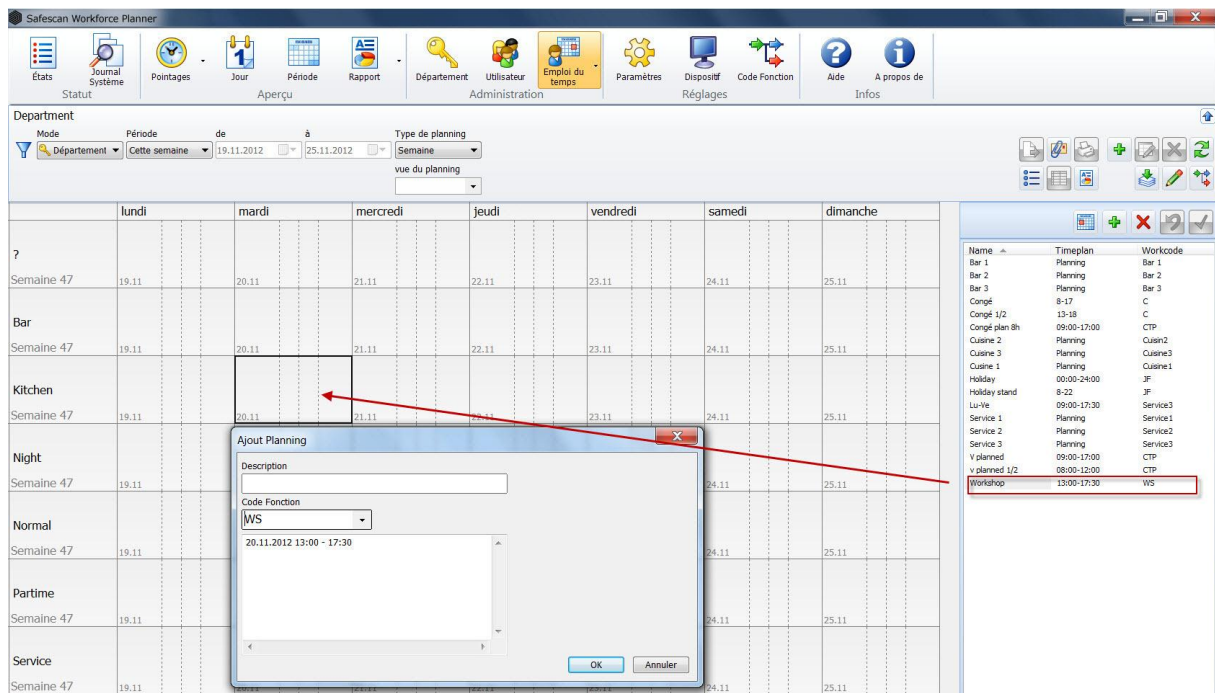 Safescan Workforce Planner
États
Journal Système
Pointages
Jour
Période
Rapport
Département
Utilisateur
Emploi du temps
Paramètres
Dispositif
Code Fonction
Aide
A propos de
Statut
Aperçu
Administration
Réglages
Infos
Department
Mode Période de à Type de planning
Département Cette semaine 19.11.2012 25.11.2012 Semaine
vue du planning
lundi mardi mercredi jeudi vendredi samedi dimanche
?
Semaine 47 19.11 20.11 21.11 22.11 23.11 24.11 25.11
Bar
Semaine 47 19.11 20.11 21.11 22.11 23.11 24.11 25.11
Kitchen
Semaine 47 19.11 20.11 21.11 22.11 23.11 24.11 25.11
Night
Semaine 47 19.11 24.11 25.11
Normal
Semaine 47 19.11 24.11 25.11
Partime
Semaine 47 19.11 24.11 25.11
Service
Semaine 47 19.11 24.11 25.11
Ajout Planning
Description
Code Fonction
WS
20.11.2012 13:00 - 17:30
OK Annuler
Name Timeplan Workcode
Bar 1 Planning Bar 1
Bar 2 Planning Bar 2
Bar 3 Planning Bar 3
Congé 8-17 C
Congé 1/2 13-18 C
Congé plan 8h 09:00-17:00 CTP
Cuisine 2 Planning Cuisin2
Cuisine 3 Planning Cuisine3
Cusine 1 Planning Cuisine1
Holiday 00:00-24:00 JF
Holiday stand 8-22 JF
Lu-Ve 09:00-17:30 Service3
Service 1 Planning Service1
Service 2 Planning Service2
Service 3 Planning Service3
V planned 09:00-17:00 CTP
v planned 1/2 08:00-12:00 CTP
Workshop 13:00-17:30 WS